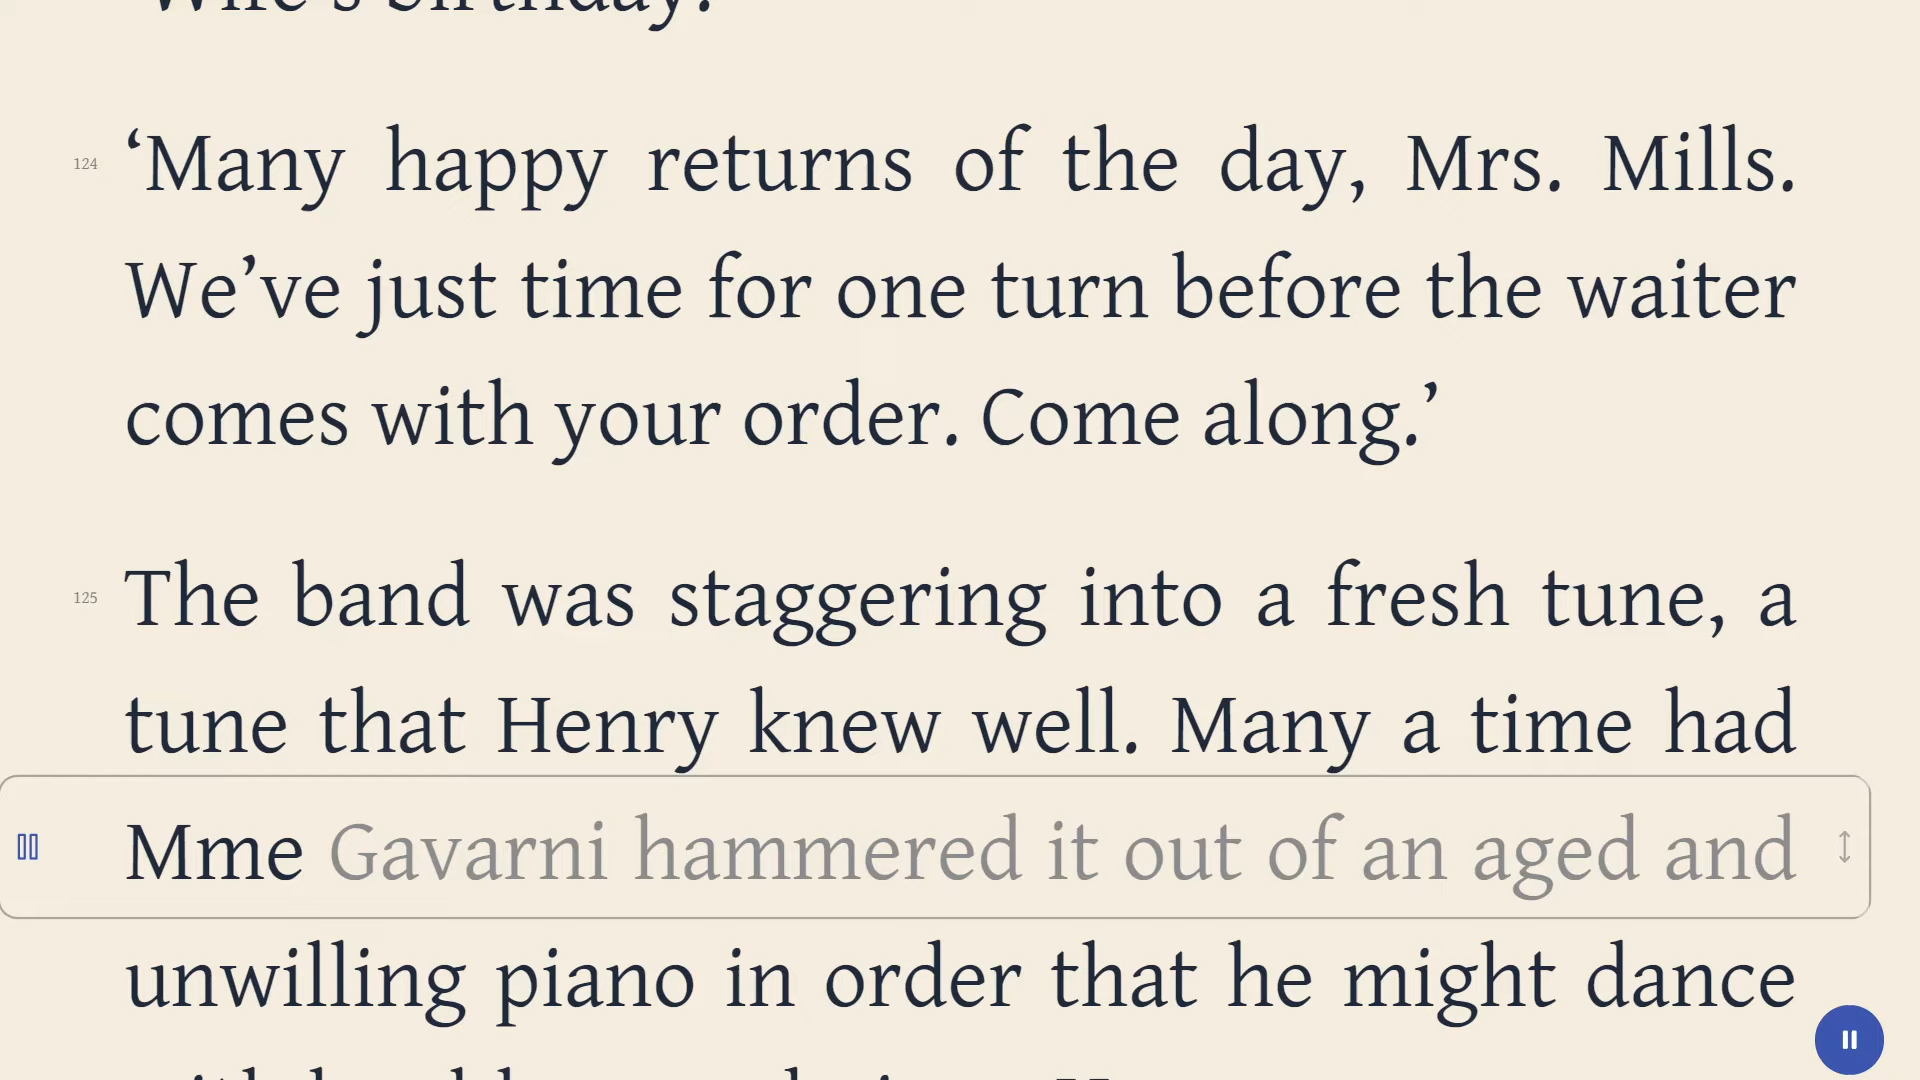 Wife's birthday.
124
‘Many happy returns of the day, Mrs. Mills.
We’ve just time for one turn before the waiter
comes with your order. Come along.’
125
The band was staggering into a fresh tune, a
tune that Henry knew well. Many a time had
Mme Gavarni hammered it out of an aged and
unwilling piano in order that he might dance